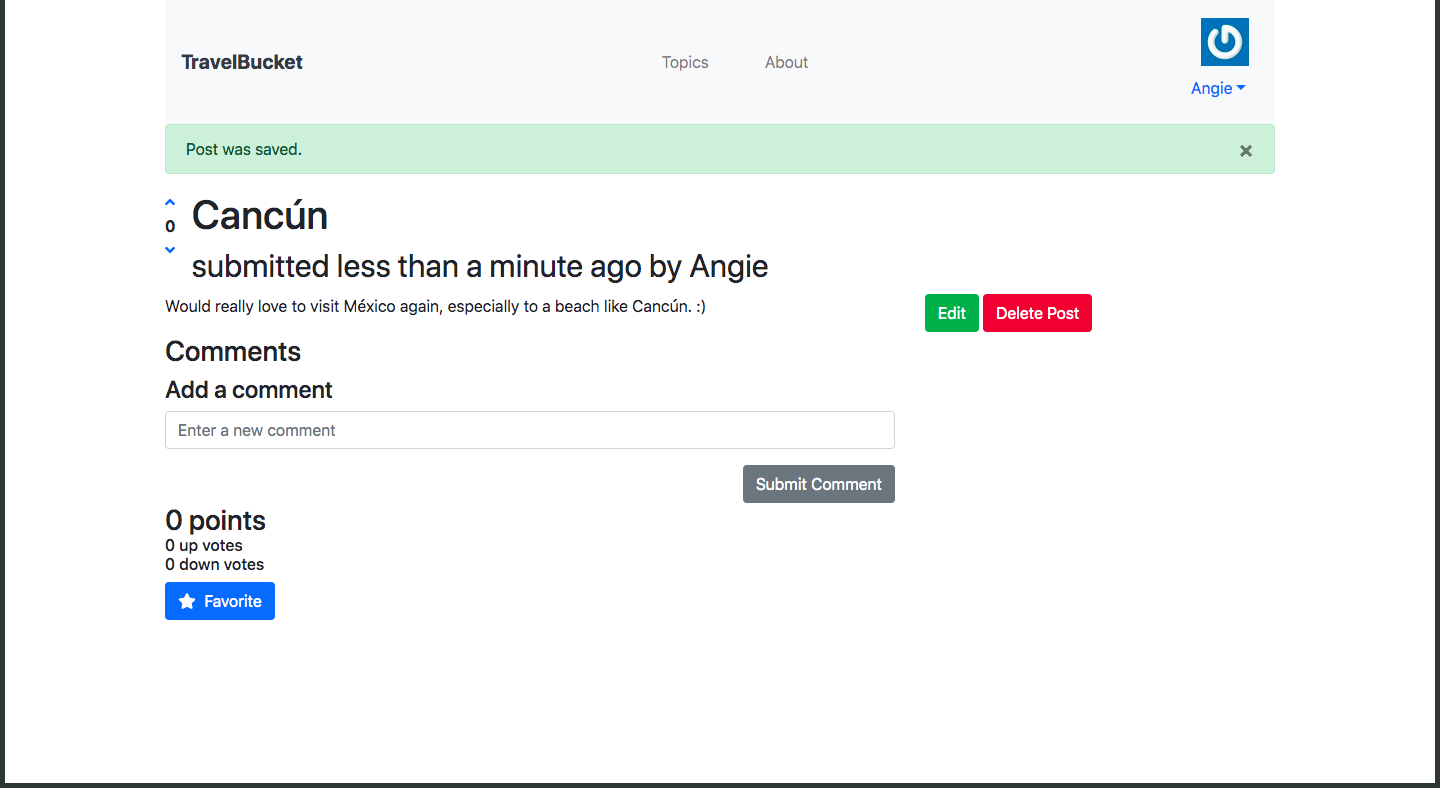 TravelBucket
Topics
About
Angie
Post was saved.
×
0
Cancún
submitted less than a minute ago by Angie
Would really love to visit México again, especially to a beach like Cancún. :)
Edit
Delete Post
Comments
Add a comment
Enter a new comment
Submit Comment
0 points
0 up votes
0 down votes
Favorite